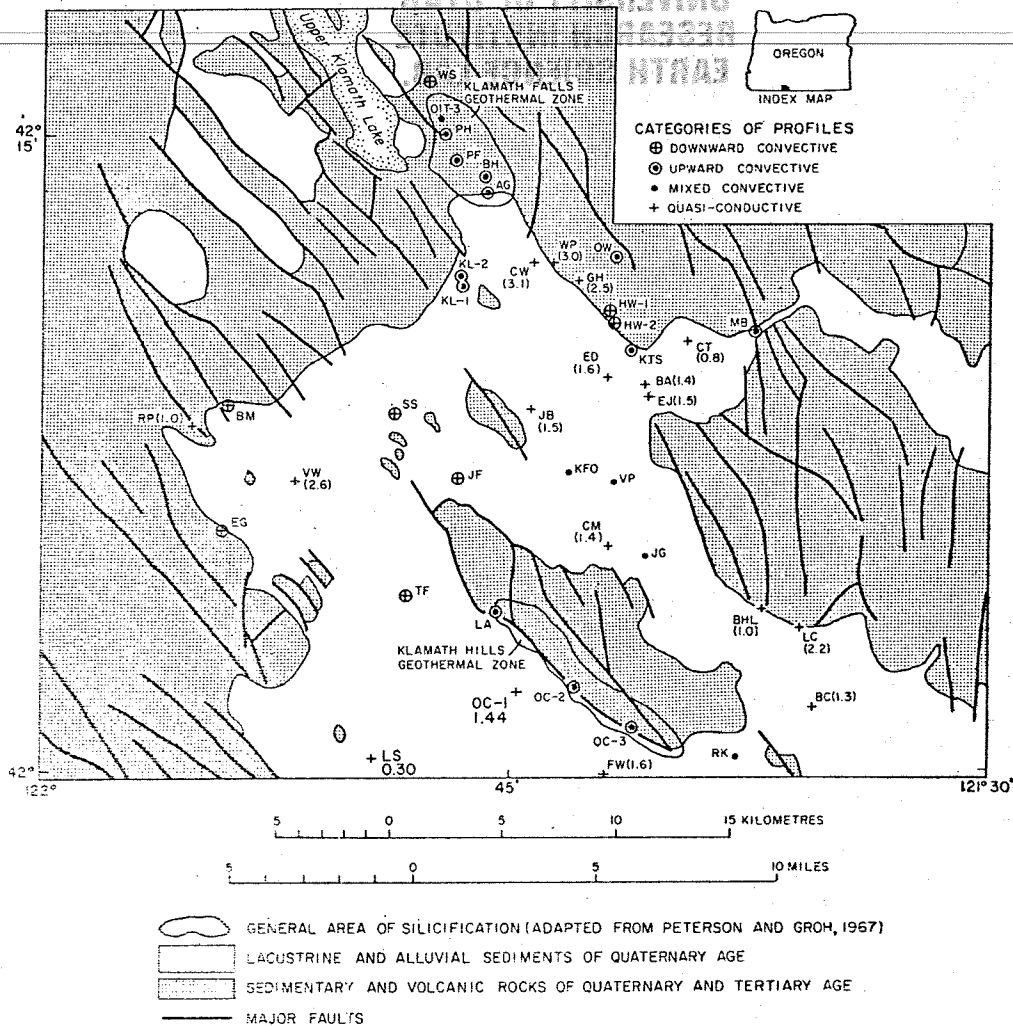 UNIVERSITY OF UTAH
RESEARCH INSTITUTE
EARTH SCIENCE LAB.
Upper Klamath Lake
OREGON
INDEX MAP
CATEGORIES OF PROFILES
⊕ DOWNWARD CONVECTIVE
⊙ UPWARD CONVECTIVE
• MIXED CONVECTIVE
+ QUASI-CONDUCTIVE
WS
KLAMATH FALLS
GEOTHERMAL ZONE
42°
15'
OIT-3
PH
PF
BH
AG
WP
(3.0)
OW
KL-2
CW
(3.1)
GH
(2.5)
KL-1
HW-1
HW-2
MB
CT
(0.8)
ED
(1.6)
KTS
BA(1.4)
EJ(1.5)
RP(1.0)
BM
SS
JB
(1.5)
VW
(2.6)
JF
KFO
VP
EG
CM
(1.4)
JG
TF
LA
BHL
(1.0)
LC
(2.2)
KLAMATH HILLS
GEOTHERMAL ZONE
OC-1
1.44
OC-2
BC(1.3)
OC-3
RK
LS
0.30
FW(1.6)
42°
122°
45'
121° 30'
5 0 5 10 15 KILOMETRES
5 0 5 10 MILES
GENERAL AREA OF SILICIFICATION (ADAPTED FROM PETERSON AND GROH, 1967)
LACUSTRINE AND ALLUVIAL SEDIMENTS OF QUATERNARY AGE
SEDIMENTARY AND VOLCANIC ROCKS OF QUATERNARY AND TERTIARY AGE
MAJOR FAULTS